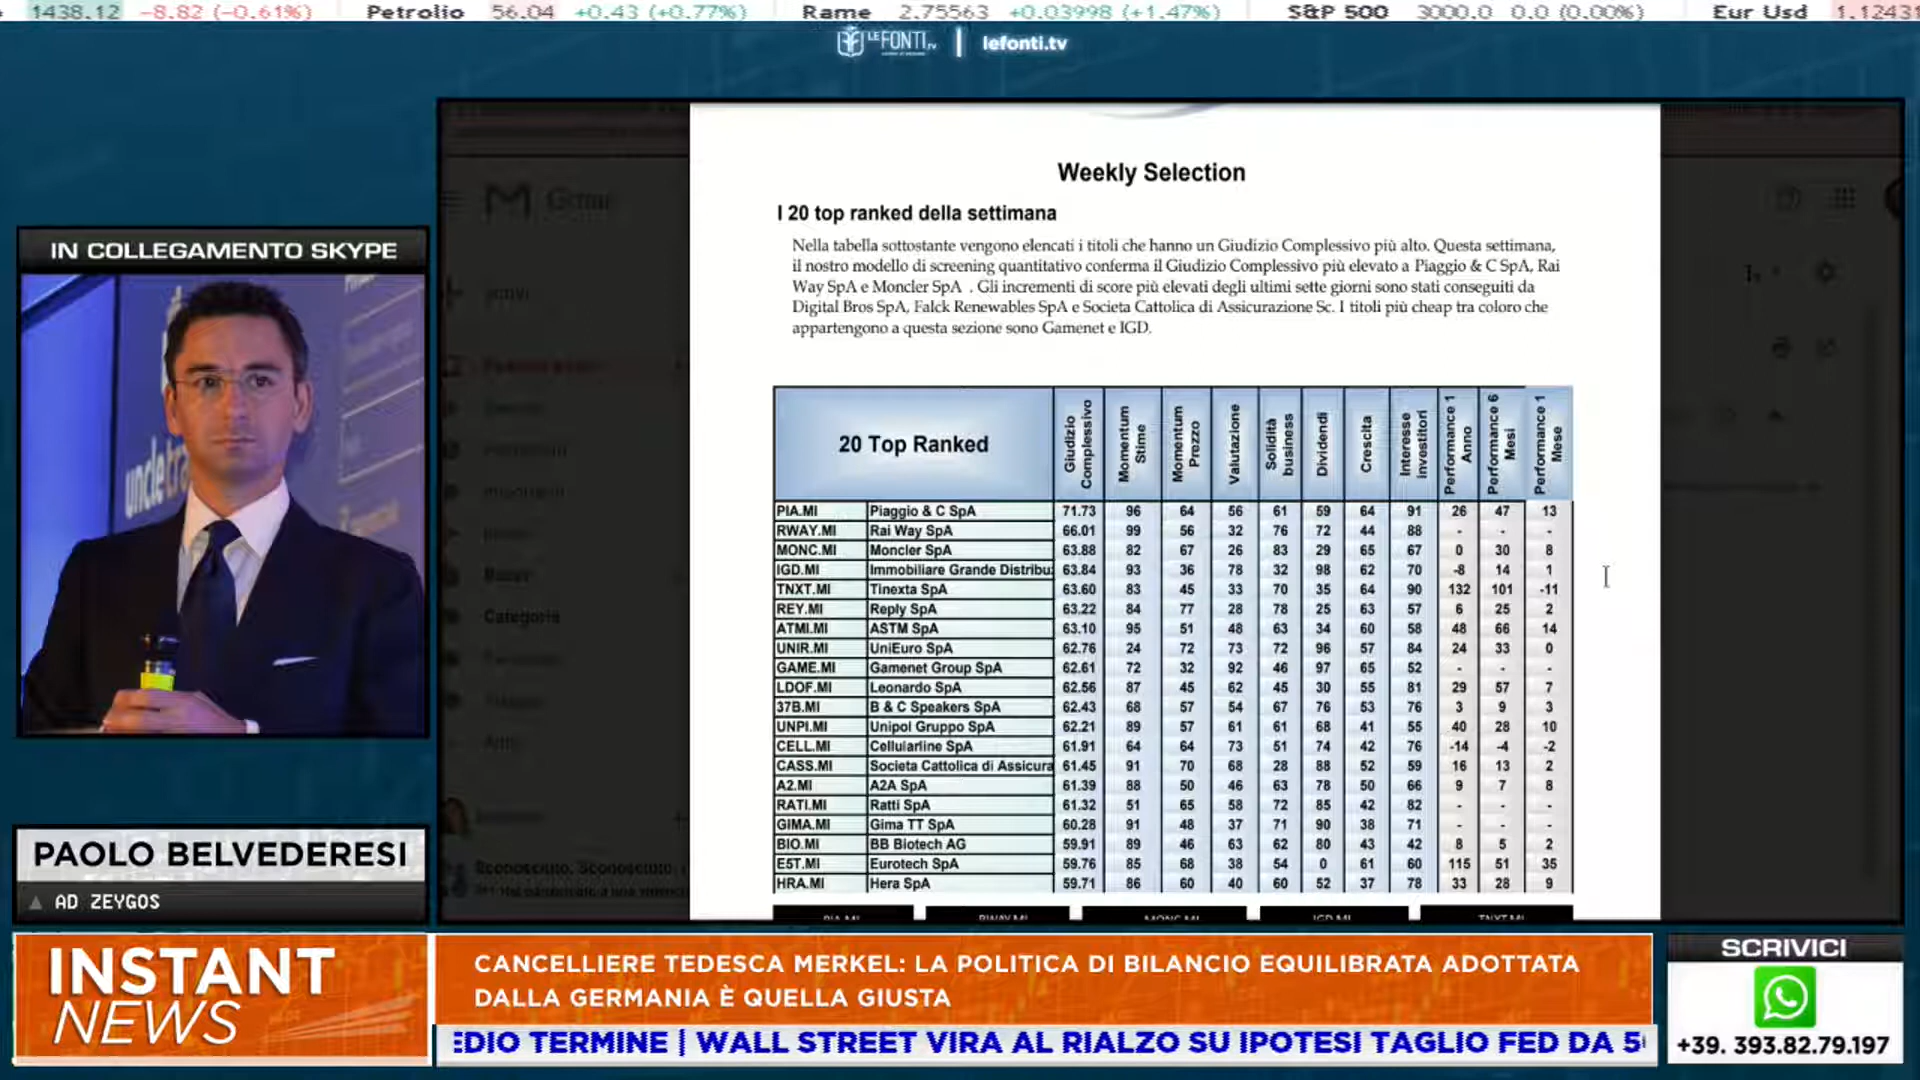 1438.12 -8.82 (-0.61%) Petrolio 56.04 +0.43 (+0.77%) Rame 2.75563 +0.03998 (+1.47%) S&P 500 3000.0 0.0 (0.00%) Eur Usd 1.12431
LE FONTI.TV | lefonti.tv
IN COLLEGAMENTO SKYPE
uncle tra
PAOLO BELVEDERESI
AD ZEYGOS
Weekly Selection
I 20 top ranked della settimana
Nella tabella sottostante vengono elencati i titoli che hanno un Giudizio Complessivo più alto. Questa settimana,
il nostro modello di screening quantitativo conferma il Giudizio Complessivo più elevato a Piaggio & C SpA, Rai
Way SpA e Moncler SpA . Gli incrementi di score più elevati degli ultimi sette giorni sono stati conseguiti da
Digital Bros SpA, Falck Renewables SpA e Societa Cattolica di Assicurazione Sc. I titoli più cheap tra coloro che
appartengono a questa sezione sono Gamenet e IGD.
20 Top Ranked Giudizio Complessivo Momentum Stime Momentum Prezzo Valutazione Solidità business Dividendi Crescita Interesse investitori Performance 1 Anno Performance 6 Mesi Performance 1 Mese
PIA.MI Piaggio & C SpA 71.73 96 64 56 61 59 64 91 26 47 13
RWAY.MI Rai Way SpA 66.01 99 56 32 76 72 44 88 - - -
MONC.MI Moncler SpA 63.88 82 67 26 83 29 65 67 0 30 8
IGD.MI Immobiliare Grande Distribu: 63.84 93 36 78 32 98 62 70 -8 14 1
TNXT.MI Tinexta SpA 63.60 83 45 33 70 35 64 90 132 101 -11
REY.MI Reply SpA 63.22 84 77 28 78 25 63 57 6 25 2
ATMI.MI ASTM SpA 63.10 95 51 48 63 34 60 58 48 66 14
UNIR.MI UniEuro SpA 62.76 24 72 73 72 96 57 84 24 33 0
GAME.MI Gamenet Group SpA 62.61 72 32 92 46 97 65 52 - - -
LDOF.MI Leonardo SpA 62.56 87 45 62 45 30 55 81 29 57 7
37B.MI B & C Speakers SpA 62.43 68 57 54 67 76 53 76 3 9 3
UNPI.MI Unipol Gruppo SpA 62.21 89 57 61 61 68 41 55 40 28 10
CELL.MI Cellularline SpA 61.91 64 64 73 51 74 42 76 -14 -4 -2
CASS.MI Societa Cattolica di Assicura 61.45 91 70 68 28 88 52 59 16 13 2
A2.MI A2A SpA 61.39 88 50 46 63 78 50 66 9 7 8
RATI.MI Ratti SpA 61.32 51 65 58 72 85 42 82 - - -
GIMA.MI Gima TT SpA 60.28 91 48 37 71 90 38 71 - - -
BIO.MI BB Biotech AG 59.91 89 46 63 62 80 43 42 8 5 2
E5T.MI Eurotech SpA 59.76 85 68 38 54 0 61 60 115 51 35
HRA.MI Hera SpA 59.71 86 60 40 60 52 37 78 33 28 9
PIA.MI RWAY.MI MONC.MI IGD.MI TNXT.MI
INSTANT
NEWS
CANCELLIERE TEDESCA MERKEL: LA POLITICA DI BILANCIO EQUILIBRATA ADOTTATA
DALLA GERMANIA È QUELLA GIUSTA
EDIO TERMINE | WALL STREET VIRA AL RIALZO SU IPOTESI TAGLIO FED DA 5
SCRIVICI
+39. 393.82.79.197